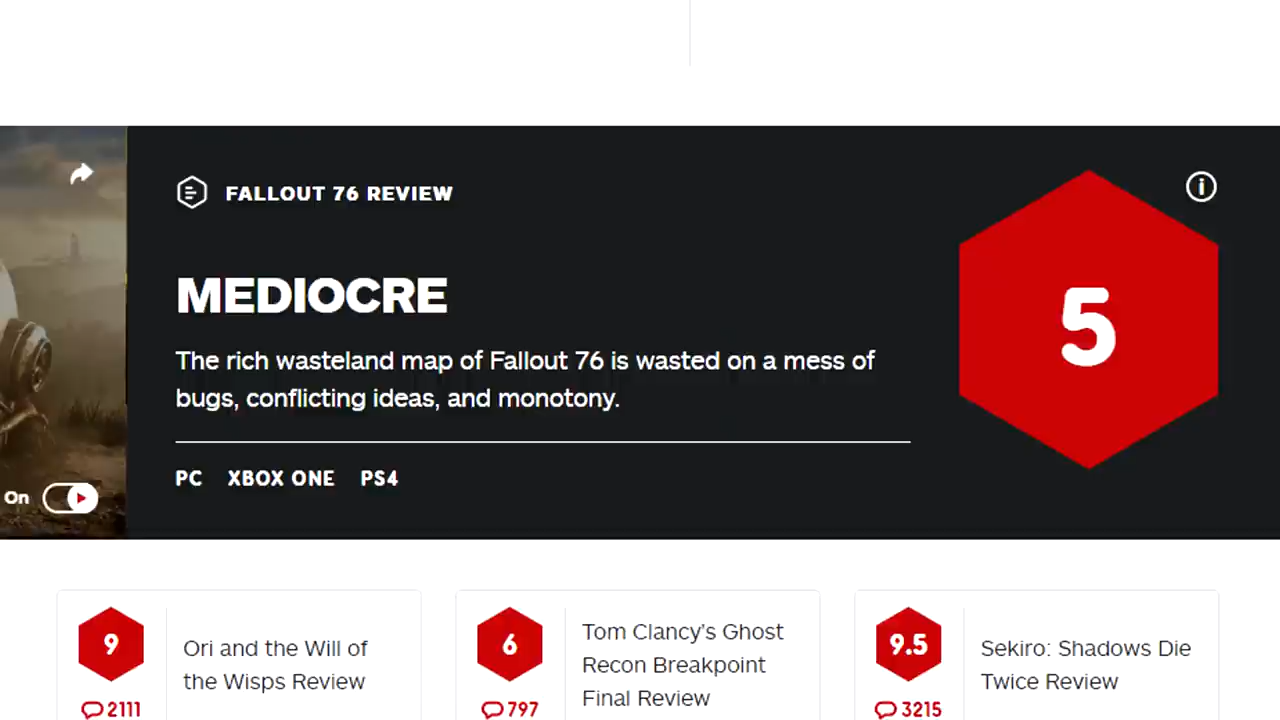 FALLOUT 76 REVIEW
MEDIOCRE
The rich wasteland map of Fallout 76 is wasted on a mess of
bugs, conflicting ideas, and monotony.
PC XBOX ONE PS4
5
On
9
Ori and the Will of
the Wisps Review
2111
6
Tom Clancy's Ghost
Recon Breakpoint
Final Review
797
9.5
Sekiro: Shadows Die
Twice Review
3215